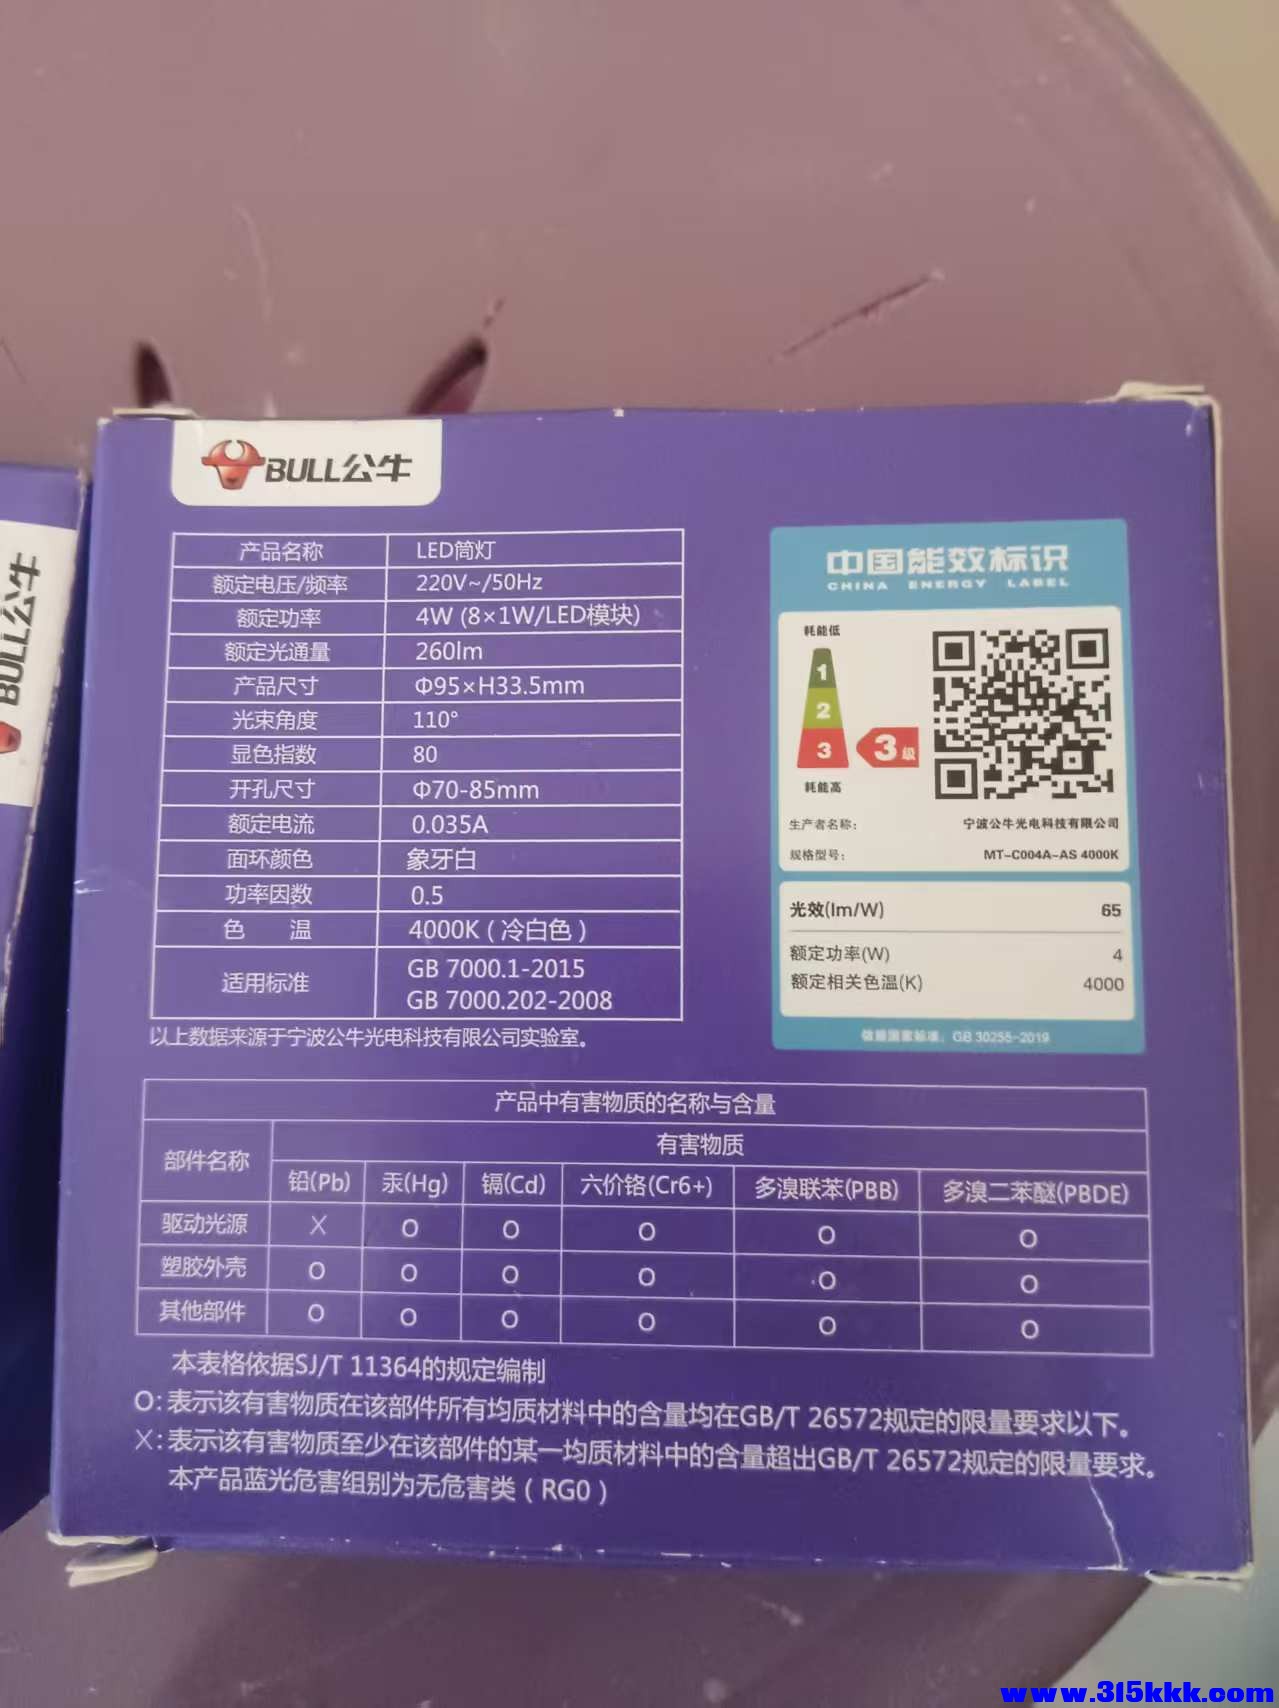 BULL公牛
BULL公牛
产品名称 LED筒灯
额定电压/频率 220V~/50Hz
额定功率 4W (8×1W/LED模块)
额定光通量 260lm
产品尺寸 Φ95×H33.5mm
光束角度 110°
显色指数 80
开孔尺寸 Φ70-85mm
额定电流 0.035A
面环颜色 象牙白
功率因数 0.5
色 温 4000K ( 冷白色 )
适用标准 GB 7000.1-2015
GB 7000.202-2008
以上数据来源于宁波公牛光电科技有限公司实验室。
中国能效标识
CHINA ENERGY LABEL
耗能低
1
2
3 3级
耗能高
生产者名称: 宁波公牛光电科技有限公司
规格型号: MT-C004A-AS 4000K
光效(lm/W) 65
额定功率(W) 4
额定相关色温(K) 4000
依据国家标准: GB 30255-2019
产品中有害物质的名称与含量
部件名称 有害物质
铅(Pb) 汞(Hg) 镉(Cd) 六价铬(Cr6+) 多溴联苯(PBB) 多溴二苯醚(PBDE)
驱动光源 X O O O O O
塑胶外壳 O O O O O O
其他部件 O O O O O O
本表格依据SJ/T 11364的规定编制
O: 表示该有害物质在该部件所有均质材料中的含量均在GB/T 26572规定的限量要求以下。
X: 表示该有害物质至少在该部件的某一均质材料中的含量超出GB/T 26572规定的限量要求。
本产品蓝光危害组别为无危害类 ( RG0 )
www.315kkk.com